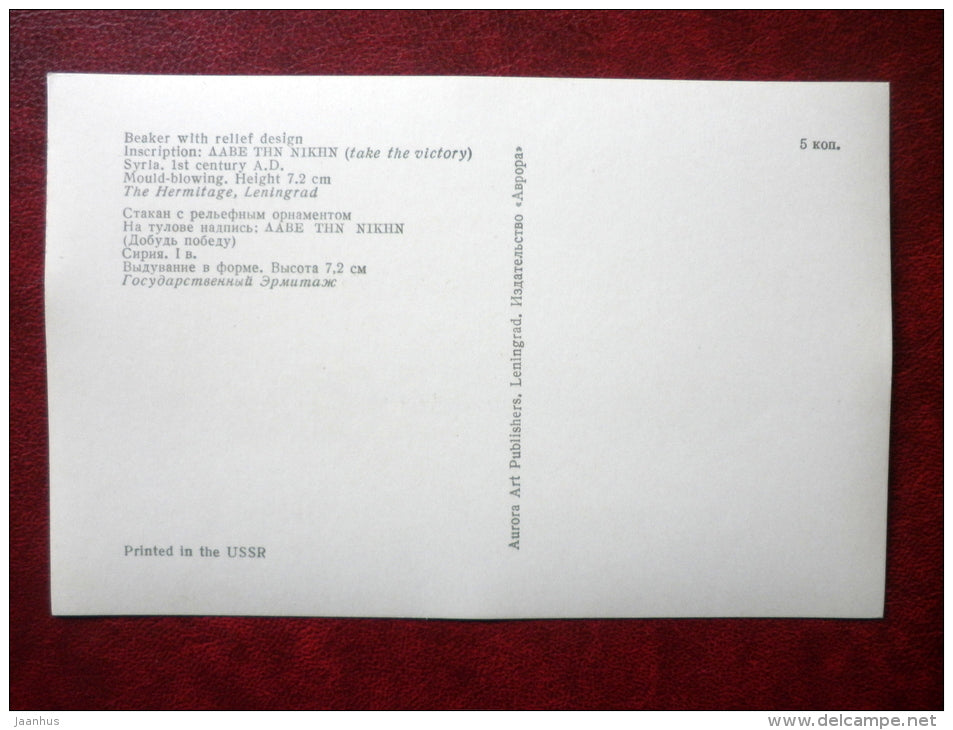 Beaker with relief design
Inscription: ΛΑΒΕ ΤΗΝ ΝΙΚΗΝ (take the victory)
Syria. 1st century A.D.
Mould-blowing. Height 7.2 cm
The Hermitage, Leningrad
Стакан с рельефным орнаментом
На тулове надпись: ΛΑΒΕ ΤΗΝ ΝΙΚΗΝ
(Добудь победу)
Сирия. I в.
Выдувание в форме. Высота 7,2 см
Государственный Эрмитаж
Printed in the USSR
Aurora Art Publishers. Leningrad. Издательство «Аврора»
5 коп.
jaanhus
www.delcampe.net